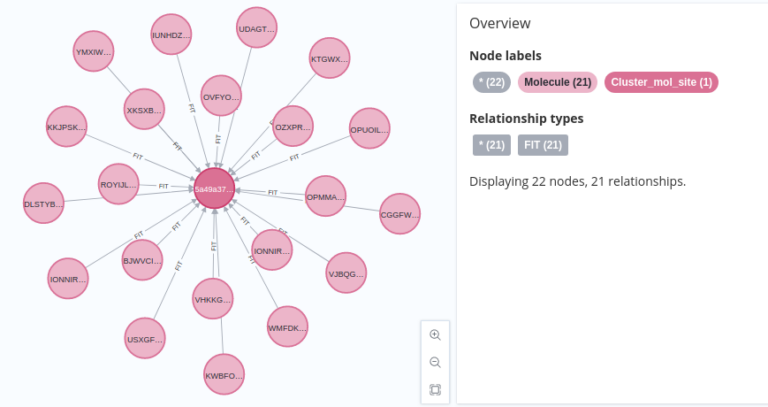 UDAGT...
IUNHDZ...
YMXIW...
KTGWX...
OVFYO...
XKSXB...
FIT
KKJPSK...
OZXPR...
OPUOIL...
FIT
FIT
FIT
FIT
FIT
ROYIJL...
FIT
5a49a37...
FIT
OPMMA...
DLSTYB...
CGGFW...
FIT
FIT
FIT
FIT
FIT
IONNIR...
BJWVCI...
FIT
FIT
IONNIR...
VJBQG...
VHKKG...
WMFDK...
USXGF...
KWBFO...
Overview
Node labels
* (22) Molecule (21) Cluster_mol_site (1)
Relationship types
* (21) FIT (21)
Displaying 22 nodes, 21 relationships.